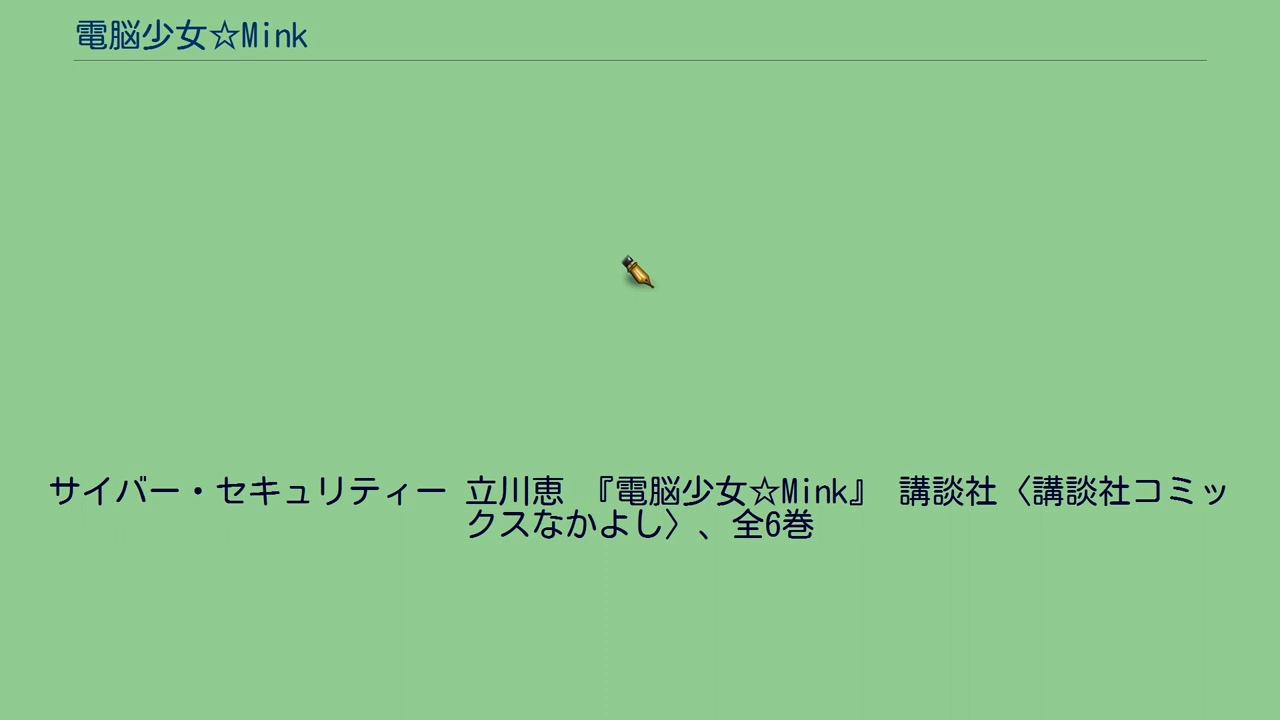 電脳少女☆Mink
サイバー・セキュリティー 立川恵 『電脳少女☆Mink』 講談社〈講談社コミッ
クスなかよし〉、全6巻